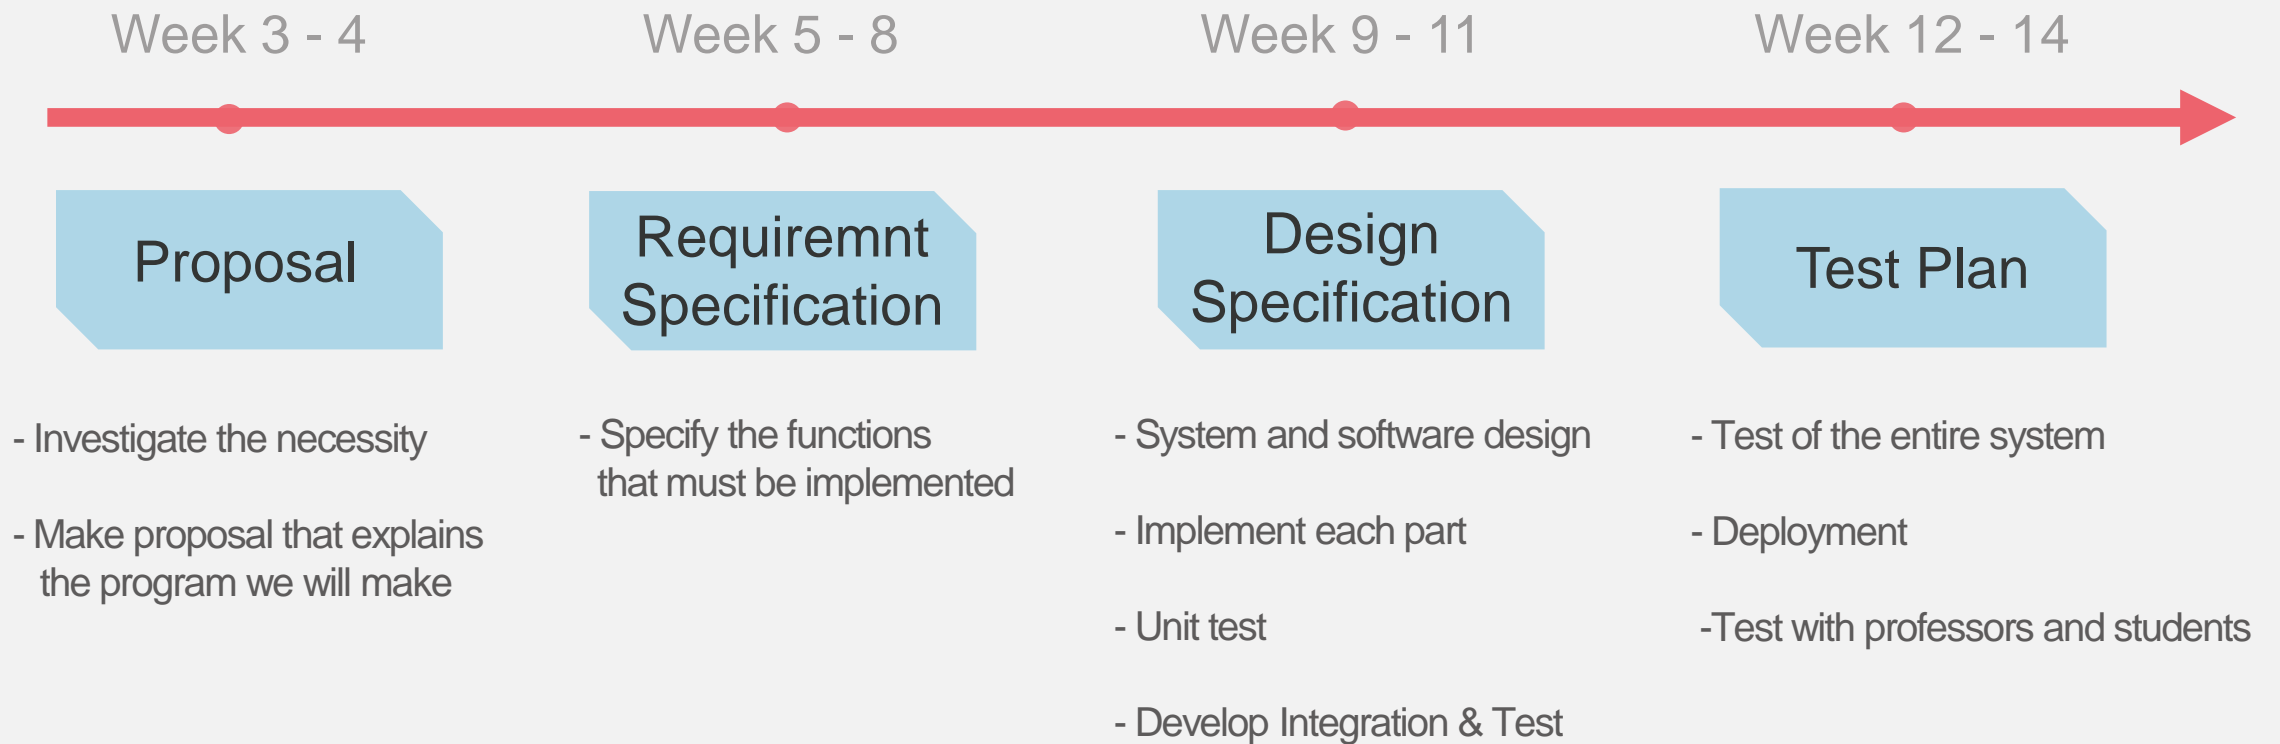 Week 3 - 4
Week 5 - 8
Week 9 - 11
Week 12 - 14
Proposal
Requiremnt
Specification
Design
Specification
Test Plan
- Investigate the necessity
- Make proposal that explains
the program we will make
- Specify the functions
that must be implemented
- System and software design
- Implement each part
- Unit test
- Develop Integration & Test
- Test of the entire system
- Deployment
-Test with professors and students